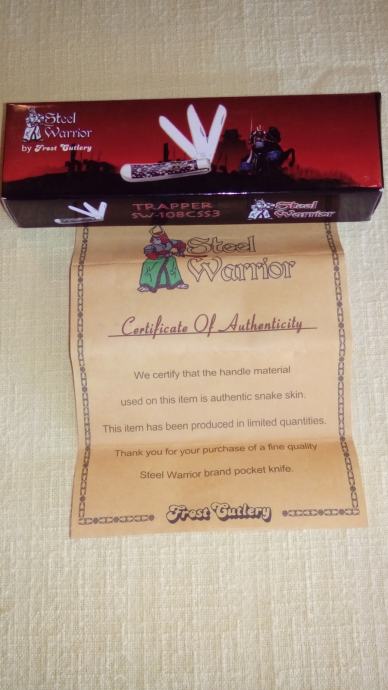 Steel
Warrior
by Frost Cutlery
TRAPPER
SW-108CSS3
Steel Warrior
Steel
Warrior
Certificate Of Authenticity
We certify that the handle material
used on this item is authentic snake skin.
This item has been produced in limited quantities.
Thank you for your purchase of a fine quality
Steel Warrior brand pocket knife.
Frost Cutlery